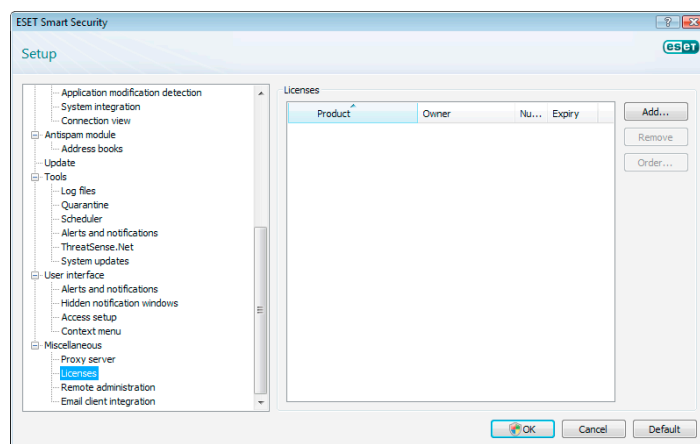 ESET Smart Security
Setup
eset
Application modification detection
System integration
Connection view
Antispam module
Address books
Update
Tools
Log files
Quarantine
Scheduler
Alerts and notifications
ThreatSense.Net
System updates
User interface
Alerts and notifications
Hidden notification windows
Access setup
Context menu
Miscellaneous
Proxy server
Licenses
Remote administration
Email client integration
Licenses
Product Owner Nu... Expiry
Add...
Remove
Order...
OK Cancel Default